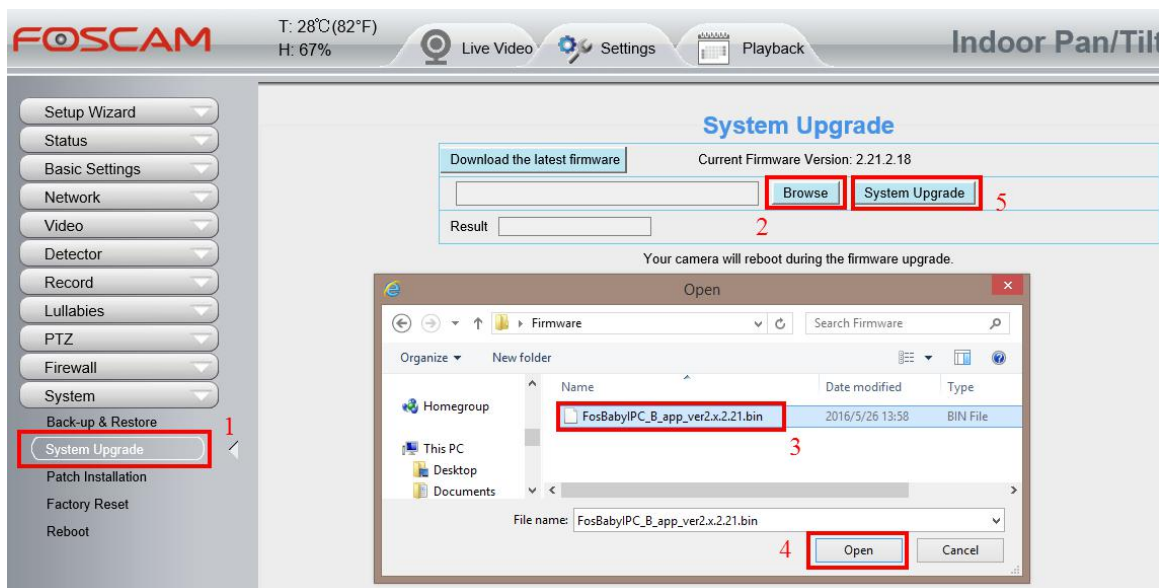 FOSCAM
T: 28℃(82°F)
H: 67%
Live Video
Settings
Playback
Indoor Pan/Tilt
Setup Wizard
Status
Basic Settings
Network
Video
Detector
Record
Lullabies
PTZ
Firewall
System
Back-up & Restore
System Upgrade
1
Patch Installation
Factory Reset
Reboot
System Upgrade
Download the latest firmware
Current Firmware Version: 2.21.2.18
Browse
System Upgrade
5
Result
2
Your camera will reboot during the firmware upgrade.
Open
Firmware
Search Firmware
Organize
New folder
Name
Date modified
Type
Homegroup
FosBabyIPC_B_app_ver2.x.2.21.bin
2016/5/26 13:58
BIN File
3
This PC
Desktop
Documents
File name:
FosBabyIPC_B_app_ver2.x.2.21.bin
4
Open
Cancel